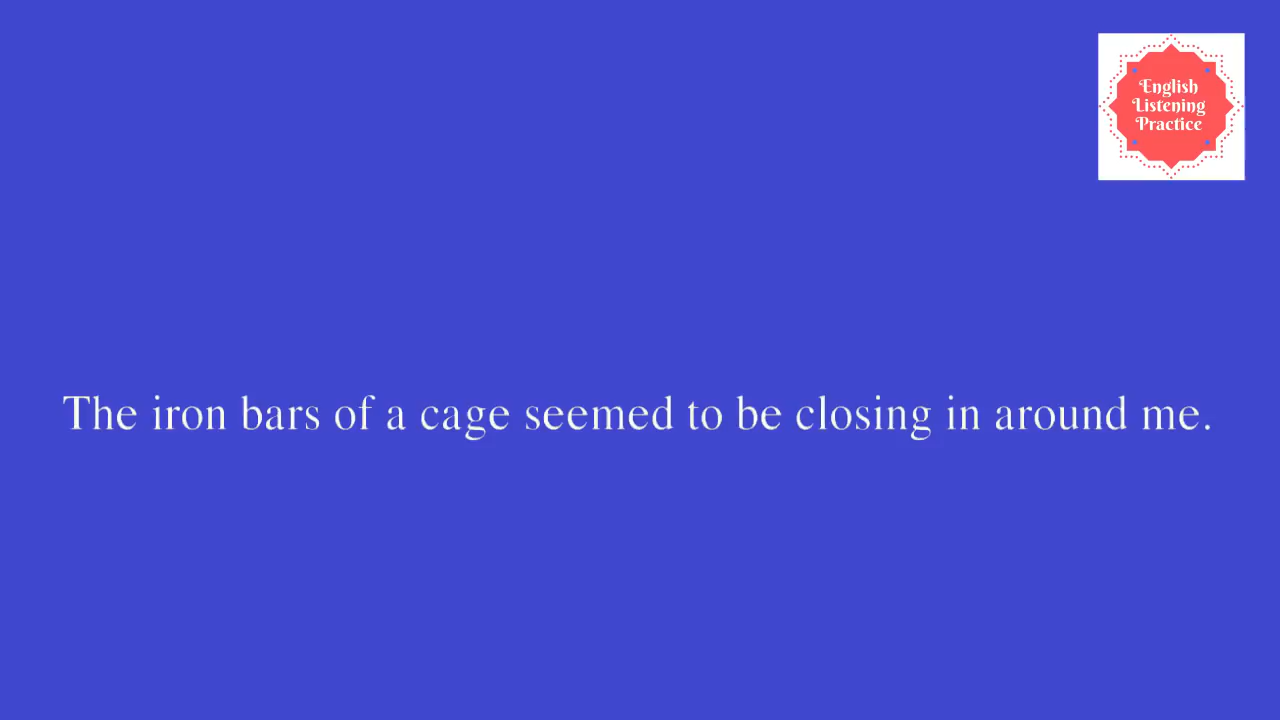 English
Listening
Practice
The iron bars of a cage seemed to be closing in around me.